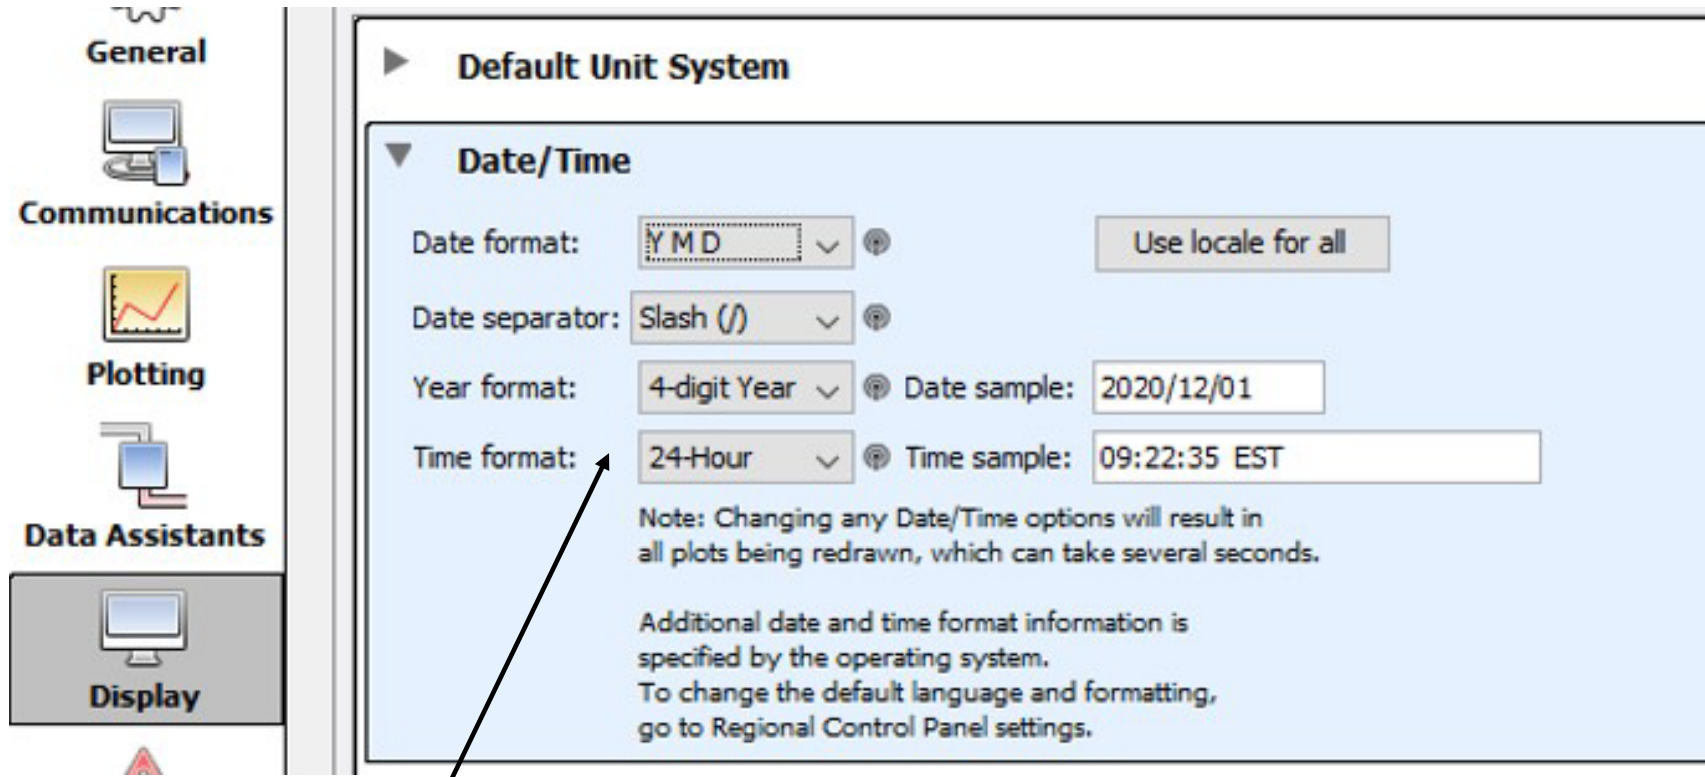 General
Communications
Plotting
Data Assistants
Display
Default Unit System
Date/Time
Date format: Y M D Use locale for all
Date separator: Slash (/)
Year format: 4-digit Year Date sample: 2020/12/01
Time format: 24-Hour Time sample: 09:22:35 EST
Note: Changing any Date/Time options will result in
all plots being redrawn, which can take several seconds.
Additional date and time format information is
specified by the operating system.
To change the default language and formatting,
go to Regional Control Panel settings.